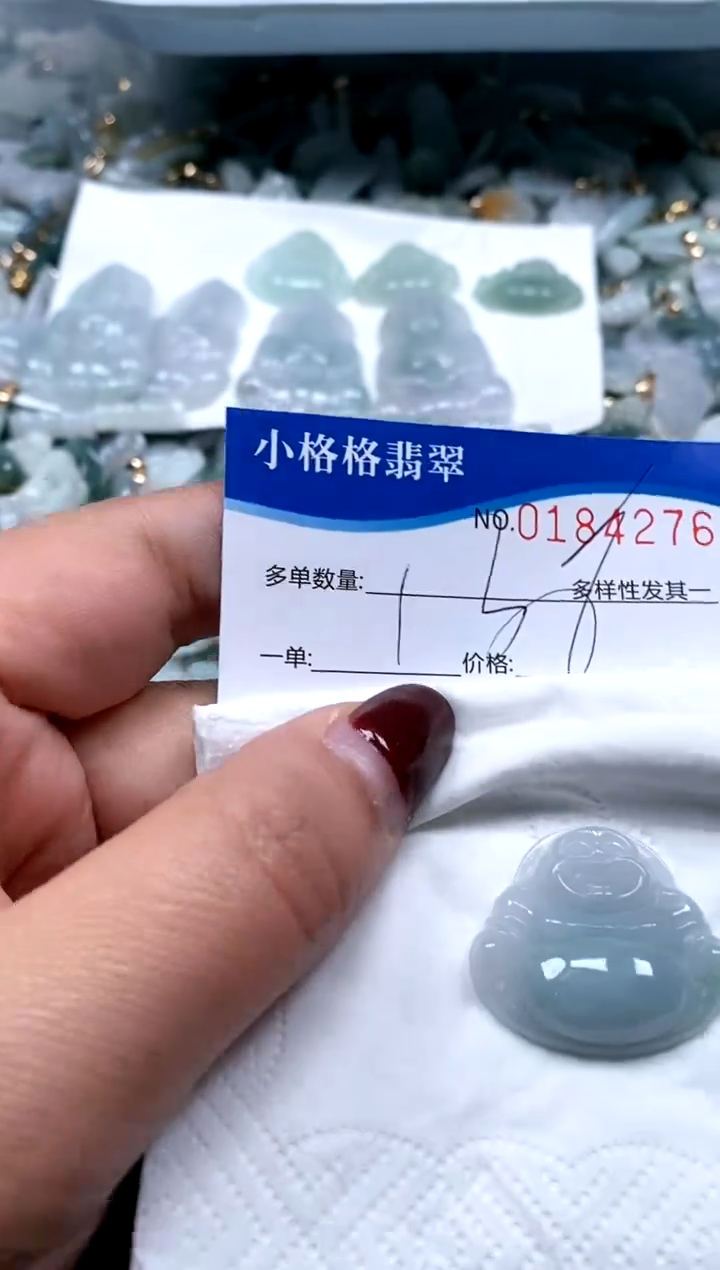 小格格翡翠
NO.0184276
多单数量: 多样性发其一
一单: 价格: